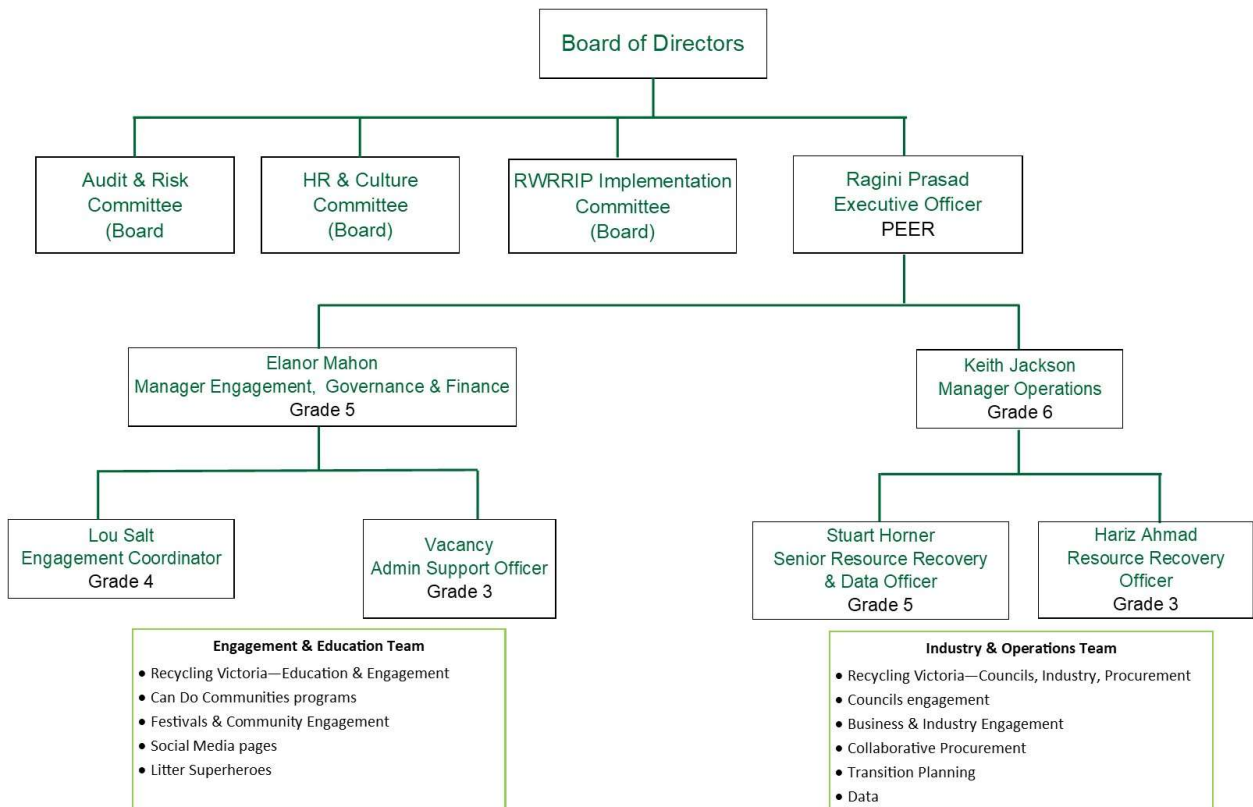 Board of Directors
Audit & Risk
Committee
(Board
HR & Culture
Committee
(Board)
RWRRIP Implementation
Committee
(Board)
Ragini Prasad
Executive Officer
PEER
Elanor Mahon
Manager Engagement, Governance & Finance
Grade 5
Keith Jackson
Manager Operations
Grade 6
Lou Salt
Engagement Coordinator
Grade 4
Vacancy
Admin Support Officer
Grade 3
Stuart Horner
Senior Resource Recovery
& Data Officer
Grade 5
Hariz Ahmad
Resource Recovery
Officer
Grade 3
Engagement & Education Team
● Recycling Victoria—Education & Engagement
● Can Do Communities programs
● Festivals & Community Engagement
● Social Media pages
● Litter Superheroes
Industry & Operations Team
● Recycling Victoria—Councils, Industry, Procurement
● Councils engagement
● Business & Industry Engagement
● Collaborative Procurement
● Transition Planning
● Data